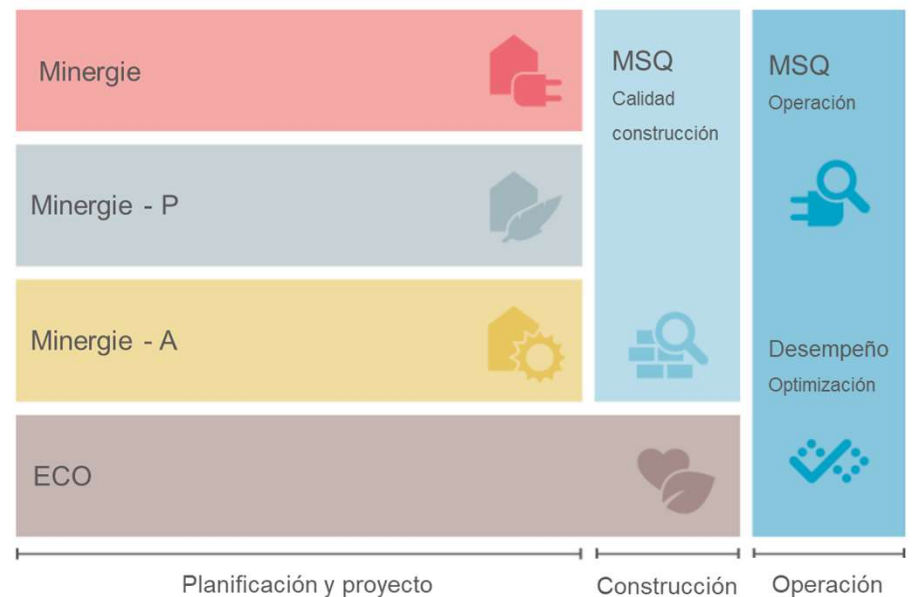 Minergie
MSQ
Calidad
construcción
MSQ
Operación
Minergie - P
Minergie - A
Desempeño
Optimización
ECO
Planificación y proyecto
Construcción
Operación